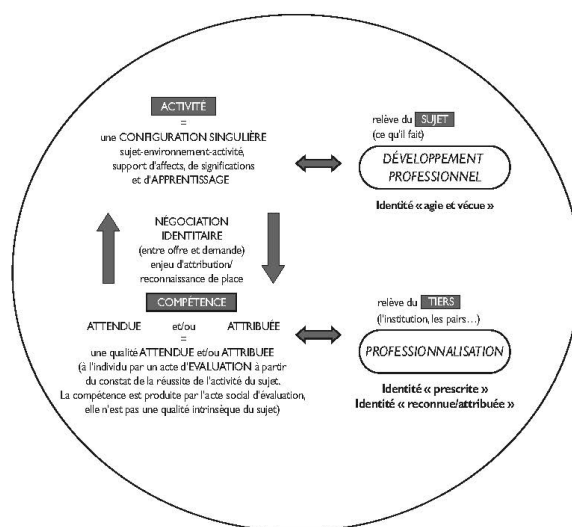 ACTIVITÉ
=
une CONFIGURATION SINGULIÈRE
sujet-environnement-activité,
support d'affects, de significations
et d'APPRENTISSAGE
relève du SUJET
(ce qu'il fait)
DÉVELOPPEMENT
PROFESSIONNEL
Identité « agie et vécue »
NÉGOCIATION
IDENTITAIRE
(entre offre et demande)
enjeu d'attribution/
reconnaissance de place
COMPÉTENCE
ATTENDUE et/ou ATTRIBUÉE
=
une qualité ATTENDUE et/ou ATTRIBUEE
(à l'individu par un acte d'EVALUATION à partir
du constat de la réussite de l'activité du sujet.
La compétence est produite par l'acte social d'évaluation,
elle n'est pas une qualité intrinsèque du sujet)
relève du TIERS
(l'institution, les pairs…)
PROFESSIONNALISATION
Identité « prescrite »
Identité « reconnue/attribuée »